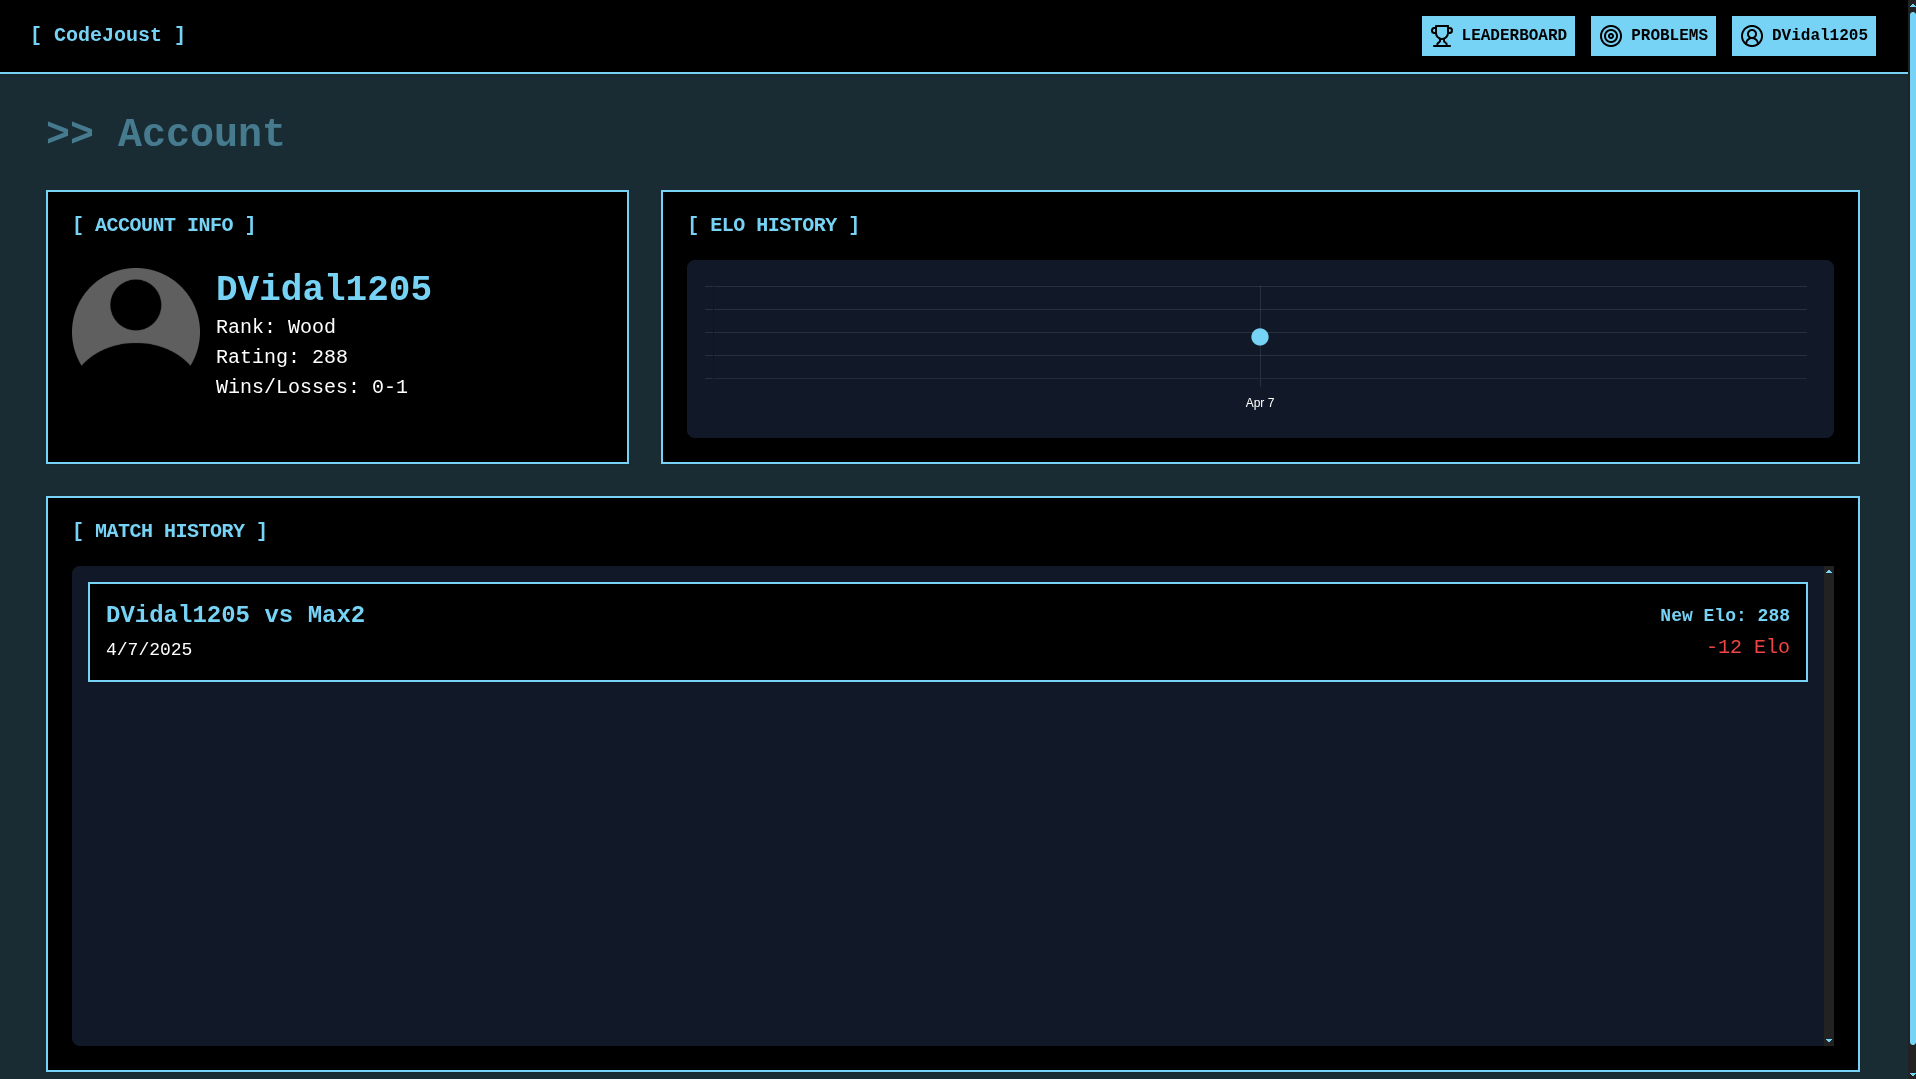 [ CodeJoust ]
LEADERBOARD
PROBLEMS
DVidal1205
>> Account
[ ACCOUNT INFO ]
DVidal1205
Rank: Wood
Rating: 288
Wins/Losses: 0-1
[ ELO HISTORY ]
Apr 7
[ MATCH HISTORY ]
DVidal1205 vs Max2
4/7/2025
New Elo: 288
-12 Elo